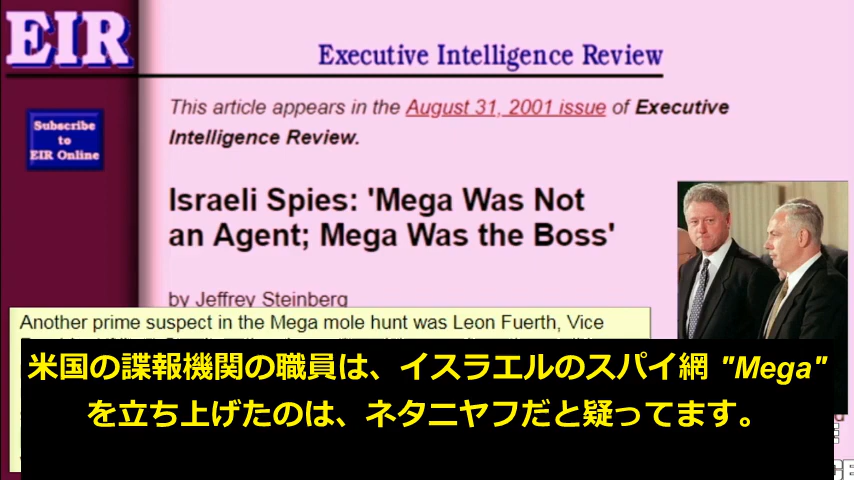 EIR
Executive Intelligence Review
Subscribe
to
EIR Online
This article appears in the August 31, 2001 issue of Executive
Intelligence Review.
Israeli Spies: 'Mega Was Not
an Agent; Mega Was the Boss'
by Jeffrey Steinberg
Another prime suspect in the Mega mole hunt was Leon Fuerth, Vice
米国の諜報機関の職員は、イスラエルのスパイ網 "Mega"
を立ち上げたのは、ネタニヤフだと疑ってます。